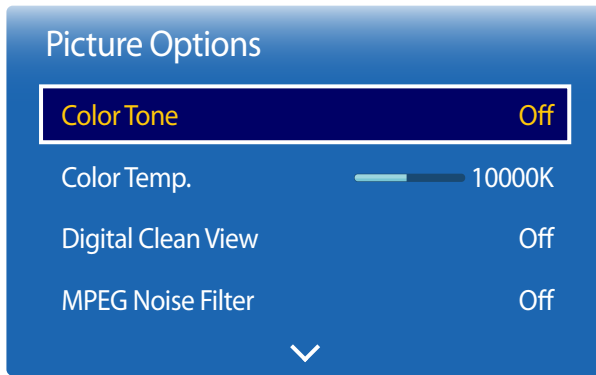 Picture Options
Color Tone Off
Color Temp. 10000K
Digital Clean View Off
MPEG Noise Filter Off